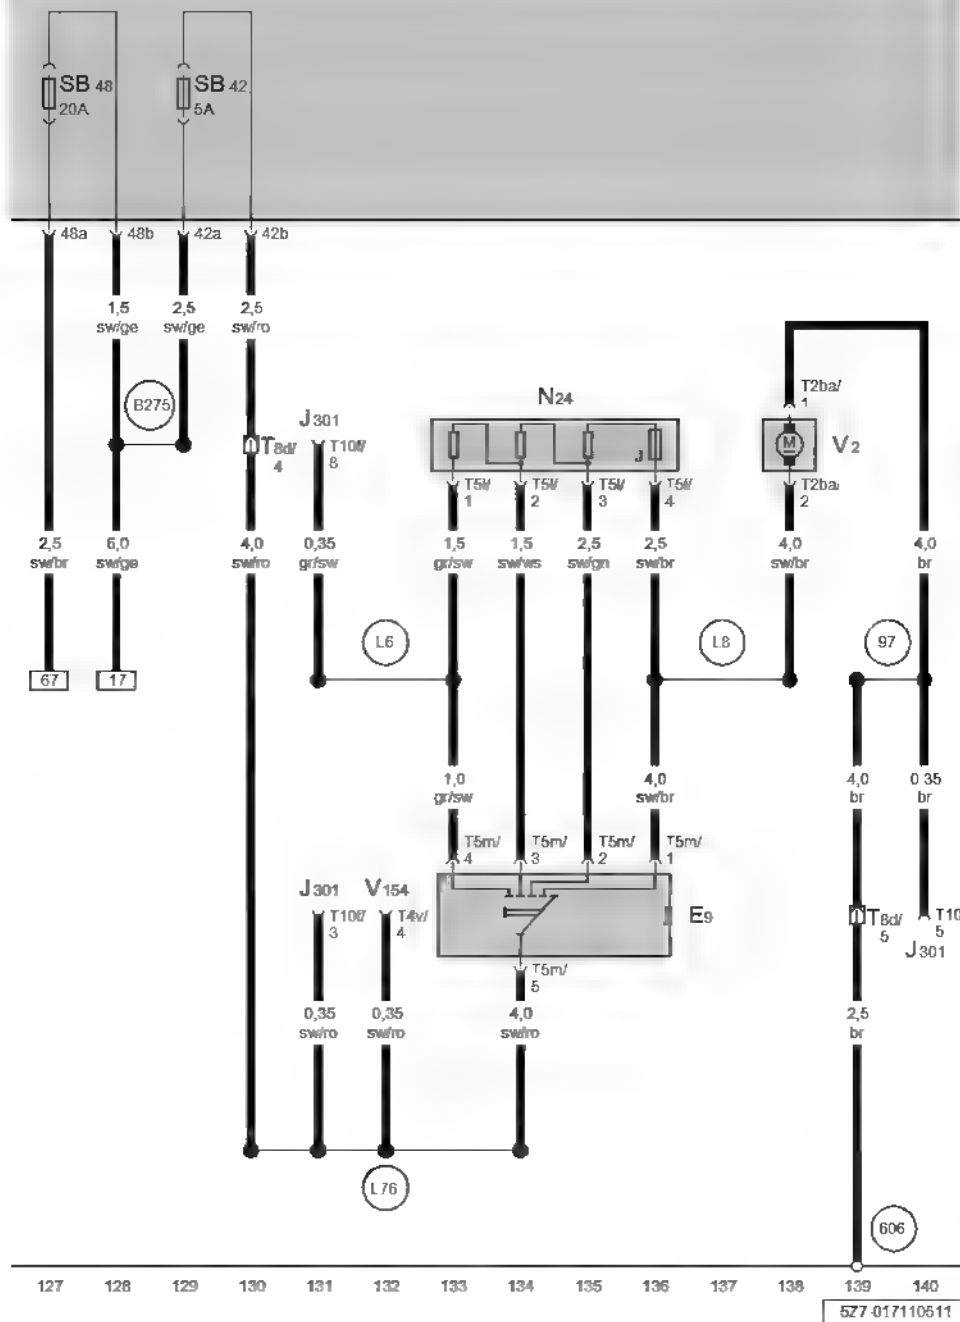 SB 48
SB 42
20A
5A
48a
48b
42a
42b
1,5
sw/ge
2,5
sw/ge
2,5
sw/ro
B275
T8d/
4
J301
T10f/
8
N24
T5l/
1
T5l/
2
T5l/
3
J
T5l/
4
T2ba/
1
M
V2
T2ba/
2
2,5
sw/br
6,0
sw/ge
4,0
sw/ro
0,35
gr/sw
1,5
gr/sw
1,5
sw/ws
2,5
sw/gn
2,5
sw/br
4,0
sw/br
4,0
br
L6
L8
97
67
17
1,0
gr/sw
4,0
sw/br
4,0
br
0,35
br
T5m/
4
T5m/
3
T5m/
2
T5m/
1
J301
T10f/
3
V154
T4v/
4
E9
T8d/
5
T10
5
J301
T5m/
5
0,35
sw/ro
0,35
sw/ro
4,0
sw/ro
2,5
br
L76
606
127 128 129 130 131 132 133 134 135 136 137 138 139 140
5Z7-017110611